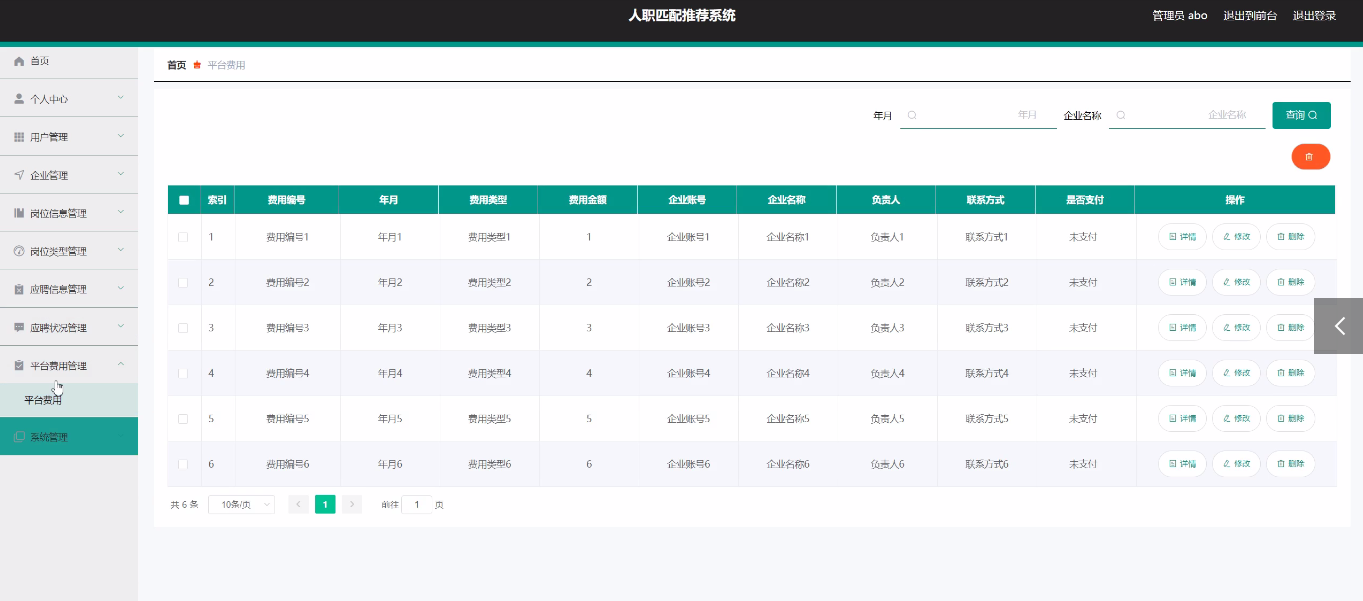 人职匹配推荐系统
管理员 abo 退出到前台 退出登录
首页
个人中心
用户管理
企业管理
岗位信息管理
岗位类型管理
应聘信息管理
应聘状况管理
平台费用管理
平台费用
系统管理
首页 平台费用
年月 年月 企业名称 企业名称 查询
索引 费用编号 年月 费用类型 费用金额 企业账号 企业名称 负责人 联系方式 是否支付 操作
1 费用编号1 年月1 费用类型1 1 企业账号1 企业名称1 负责人1 联系方式1 未支付 详情 修改 删除
2 费用编号2 年月2 费用类型2 2 企业账号2 企业名称2 负责人2 联系方式2 未支付 详情 修改 删除
3 费用编号3 年月3 费用类型3 3 企业账号3 企业名称3 负责人3 联系方式3 未支付 详情 修改 删除
4 费用编号4 年月4 费用类型4 4 企业账号4 企业名称4 负责人4 联系方式4 未支付 详情 修改 删除
5 费用编号5 年月5 费用类型5 5 企业账号5 企业名称5 负责人5 联系方式5 未支付 详情 修改 删除
6 费用编号6 年月6 费用类型6 6 企业账号6 企业名称6 负责人6 联系方式6 未支付 详情 修改 删除
共 6 条 10条/页 1 前往 1 页